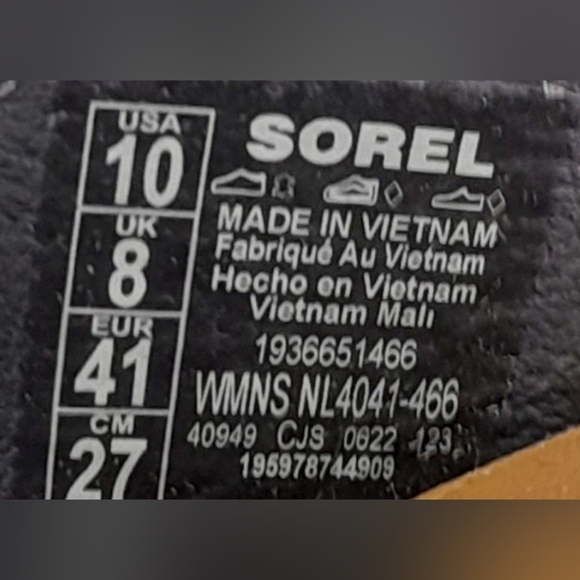 USA
10
UK
8
EUR
41
CM
27
SOREL
MADE IN VIETNAM
Fabriqué Au Vietnam
Hecho en Vietnam
Vietnam Malı
1936651466
WMNS NL4041-466
40949 CJS 0622 123
195978744909